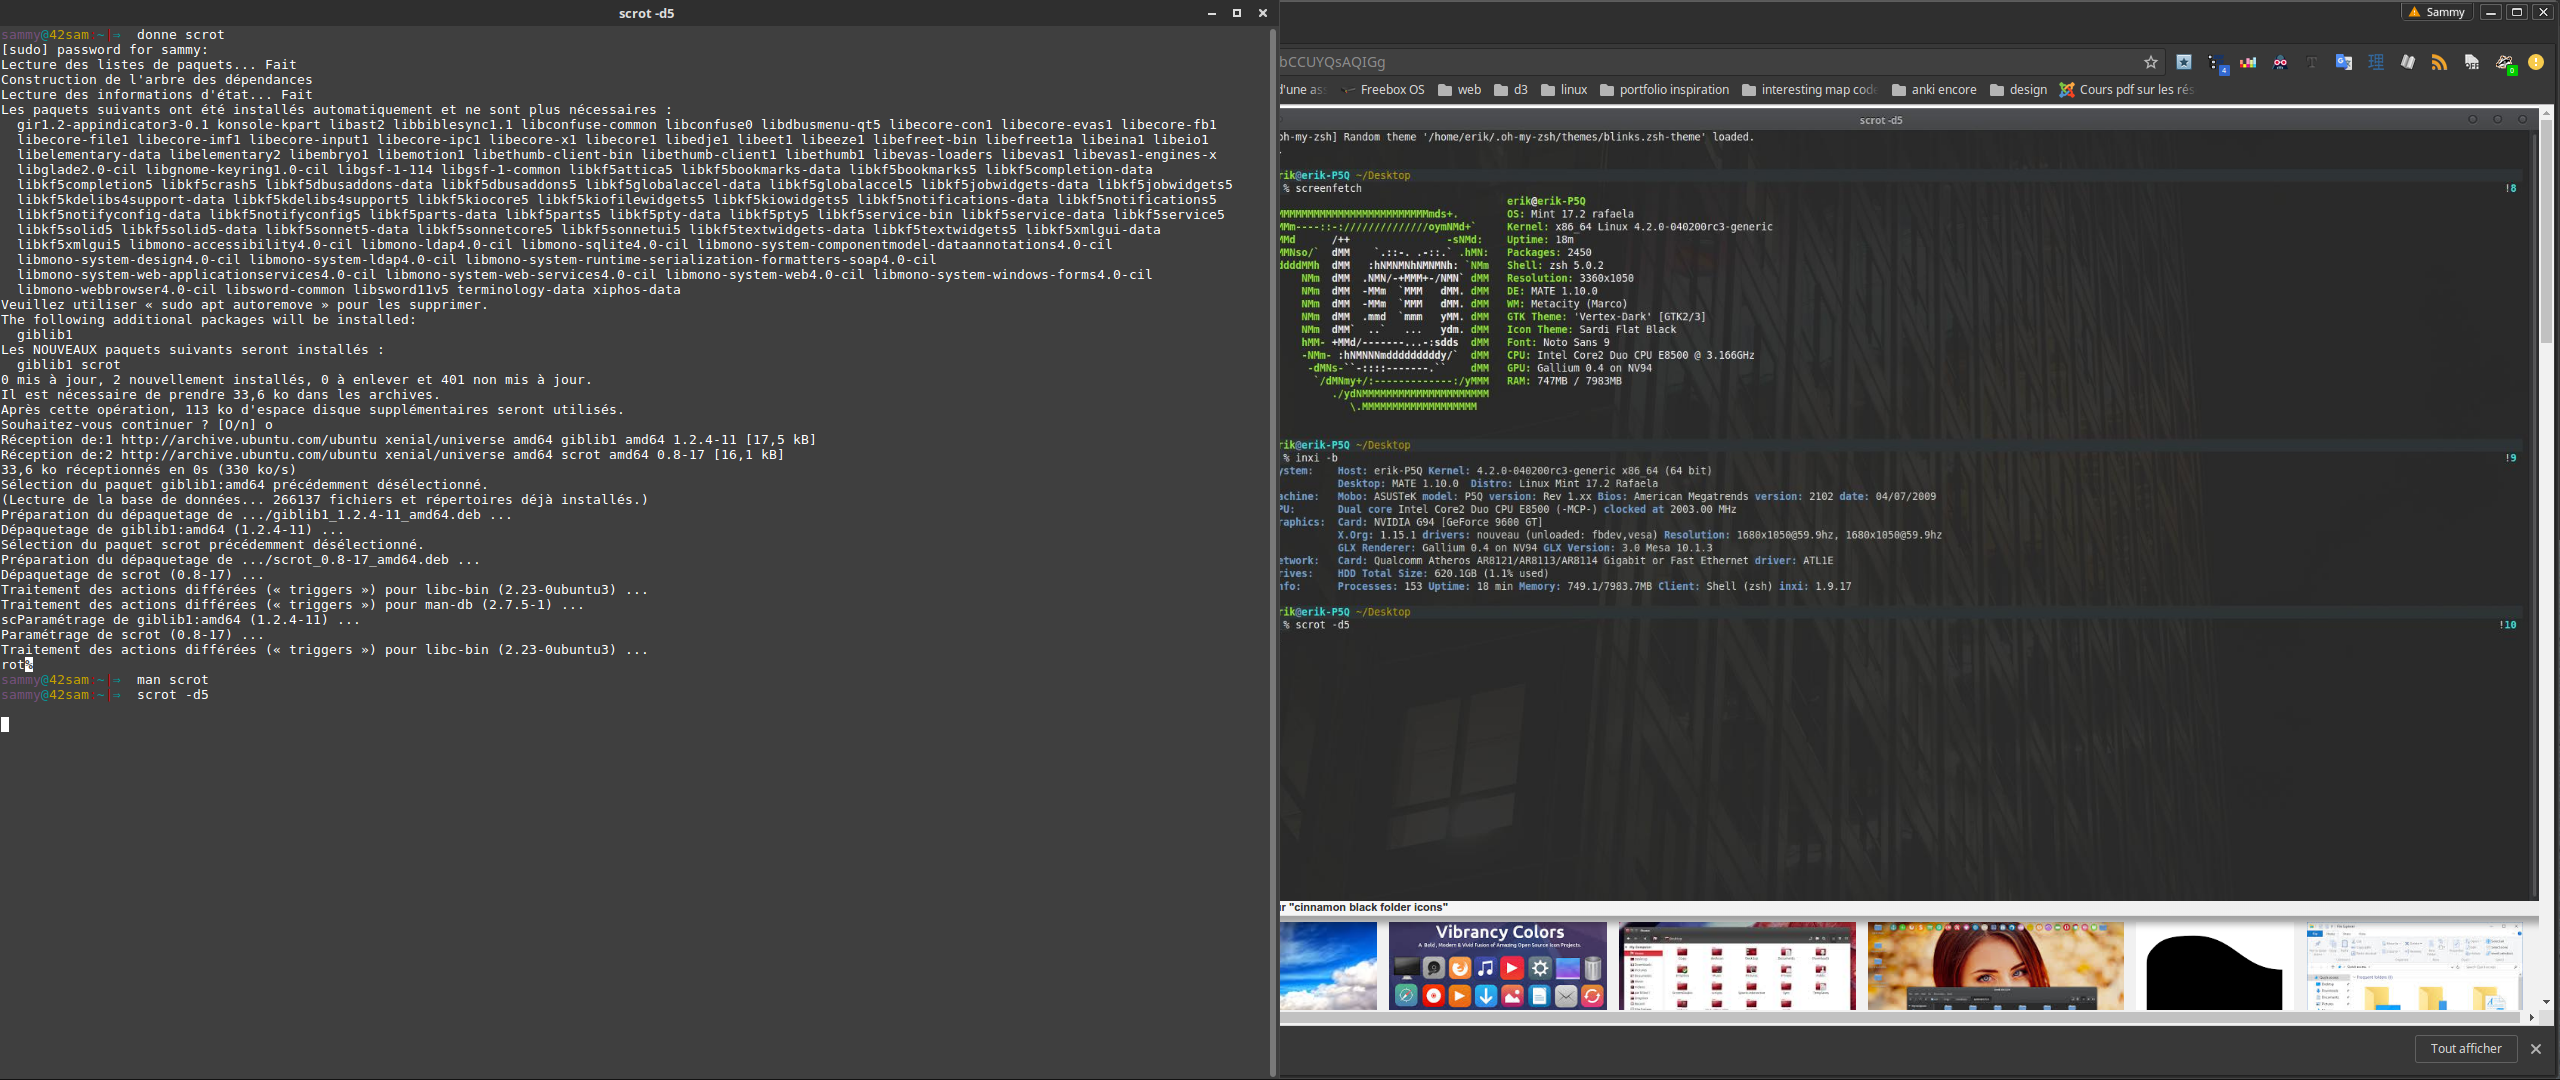 scrot -d5
sammy@42sam ~ ⇒ donne scrot
[sudo] password for sammy:
Lecture des listes de paquets... Fait
Construction de l'arbre des dépendances
Lecture des informations d'état... Fait
Les paquets suivants ont été installés automatiquement et ne sont plus nécessaires :
gir1.2-appindicator3-0.1 konsole-kpart libast2 libbiblesync1.1 libconfuse-common libconfuse0 libdbusmenu-qt5 libecore-con1 libecore-evas1 libecore-fb1
libecore-file1 libecore-imf1 libecore-input1 libecore-ipc1 libecore-x1 libecore1 libedje1 libeet1 libeeze1 libefreet-bin libefreet1a libeina1 libeio1
libelementary-data libelementary2 libembryo1 libemotion1 libethumb-client-bin libethumb-client1 libethumb1 libevas-loaders libevas1 libevas1-engines-x
libglade2.0-cil libgnome-keyring1.0-cil libgsf-1-114 libgsf-1-common libkf5attica5 libkf5bookmarks-data libkf5bookmarks5 libkf5completion-data
libkf5completion5 libkf5crash5 libkf5dbusaddons-data libkf5dbusaddons5 libkf5globalaccel-data libkf5globalaccel5 libkf5jobwidgets-data libkf5jobwidgets5
libkf5kdelibs4support-data libkf5kdelibs4support5 libkf5kiocore5 libkf5kiofilewidgets5 libkf5kiowidgets5 libkf5notifications-data libkf5notifications5
libkf5notifyconfig-data libkf5notifyconfig5 libkf5parts-data libkf5parts5 libkf5pty-data libkf5pty5 libkf5service-bin libkf5service-data libkf5service5
libkf5solid5 libkf5solid5-data libkf5sonnet5-data libkf5sonnetcore5 libkf5sonnetui5 libkf5textwidgets-data libkf5textwidgets5 libkf5xmlgui-data
libkf5xmlgui5 libmono-accessibility4.0-cil libmono-ldap4.0-cil libmono-sqlite4.0-cil libmono-system-componentmodel-dataannotations4.0-cil
libmono-system-design4.0-cil libmono-system-ldap4.0-cil libmono-system-runtime-serialization-formatters-soap4.0-cil
libmono-system-web-applicationservices4.0-cil libmono-system-web-services4.0-cil libmono-system-web4.0-cil libmono-system-windows-forms4.0-cil
libmono-webbrowser4.0-cil libsword-common libsword11v5 terminology-data xiphos-data
Veuillez utiliser « sudo apt autoremove » pour les supprimer.
The following additional packages will be installed:
giblib1
Les NOUVEAUX paquets suivants seront installés :
giblib1 scrot
0 mis à jour, 2 nouvellement installés, 0 à enlever et 401 non mis à jour.
Il est nécessaire de prendre 33,6 ko dans les archives.
Après cette opération, 113 ko d'espace disque supplémentaires seront utilisés.
Souhaitez-vous continuer ? [O/n] o
Réception de:1 http://archive.ubuntu.com/ubuntu xenial/universe amd64 giblib1 amd64 1.2.4-11 [17,5 kB]
Réception de:2 http://archive.ubuntu.com/ubuntu xenial/universe amd64 scrot amd64 0.8-17 [16,1 kB]
33,6 ko réceptionnés en 0s (330 ko/s)
Sélection du paquet giblib1:amd64 précédemment désélectionné.
(Lecture de la base de données... 266137 fichiers et répertoires déjà installés.)
Préparation du dépaquetage de .../giblib1_1.2.4-11_amd64.deb ...
Dépaquetage de giblib1:amd64 (1.2.4-11) ...
Sélection du paquet scrot précédemment désélectionné.
Préparation du dépaquetage de .../scrot_0.8-17_amd64.deb ...
Dépaquetage de scrot (0.8-17) ...
Traitement des actions différées (« triggers ») pour libc-bin (2.23-0ubuntu3) ...
Traitement des actions différées (« triggers ») pour man-db (2.7.5-1) ...
scParamétrage de giblib1:amd64 (1.2.4-11) ...
Paramétrage de scrot (0.8-17) ...
Traitement des actions différées (« triggers ») pour libc-bin (2.23-0ubuntu3) ...
rot%
sammy@42sam ~ ⇒ man scrot
sammy@42sam ~ ⇒ scrot -d5
Sammy
bCCUYQsAQIGg
d'une as Freebox OS web d3 linux portfolio inspiration interesting map cod anki encore design Cours pdf sur les rés
scrot -d5
oh-my-zsh] Random theme '/home/erik/.oh-my-zsh/themes/blinks.zsh-theme' loaded.
rik@erik-P5Q ~/Desktop
% screenfetch !8
erik@erik-P5Q
OS: Mint 17.2 rafaela
Kernel: x86_64 Linux 4.2.0-040200rc3-generic
Uptime: 18m
Packages: 2450
Shell: zsh 5.0.2
Resolution: 3360x1050
DE: MATE 1.10.0
WM: Metacity (Marco)
GTK Theme: 'Vertex-Dark' [GTK2/3]
Icon Theme: Sardi Flat Black
Font: Noto Sans 9
CPU: Intel Core2 Duo CPU E8500 @ 3.166GHz
GPU: Gallium 0.4 on NV94
RAM: 747MB / 7983MB
rik@erik-P5Q ~/Desktop
% inxi -b !9
ystem: Host: erik-P5Q Kernel: 4.2.0-040200rc3-generic x86_64 (64 bit)
Desktop: MATE 1.10.0 Distro: Linux Mint 17.2 Rafaela
achine: Mobo: ASUSTeK model: P5Q version: Rev 1.xx Bios: American Megatrends version: 2102 date: 04/07/2009
PU: Dual core Intel Core2 Duo CPU E8500 (-MCP-) clocked at 2003.00 MHz
raphics: Card: NVIDIA G94 [GeForce 9600 GT]
X.Org: 1.15.1 drivers: nouveau (unloaded: fbdev,vesa) Resolution: 1680x1050@59.9hz, 1680x1050@59.9hz
GLX Renderer: Gallium 0.4 on NV94 GLX Version: 3.0 Mesa 10.1.3
etwork: Card: Qualcomm Atheros AR8121/AR8113/AR8114 Gigabit or Fast Ethernet driver: ATL1E
rives: HDD Total Size: 620.1GB (1.1% used)
nfo: Processes: 153 Uptime: 18 min Memory: 749.1/7983.7MB Client: Shell (zsh) inxi: 1.9.17
rik@erik-P5Q ~/Desktop
% scrot -d5 !10
r "cinnamon black folder icons"
Vibrancy Colors
A Bold, Modern & Vivid Fusion of Amazing Open Source Icon Projects.
Tout afficher